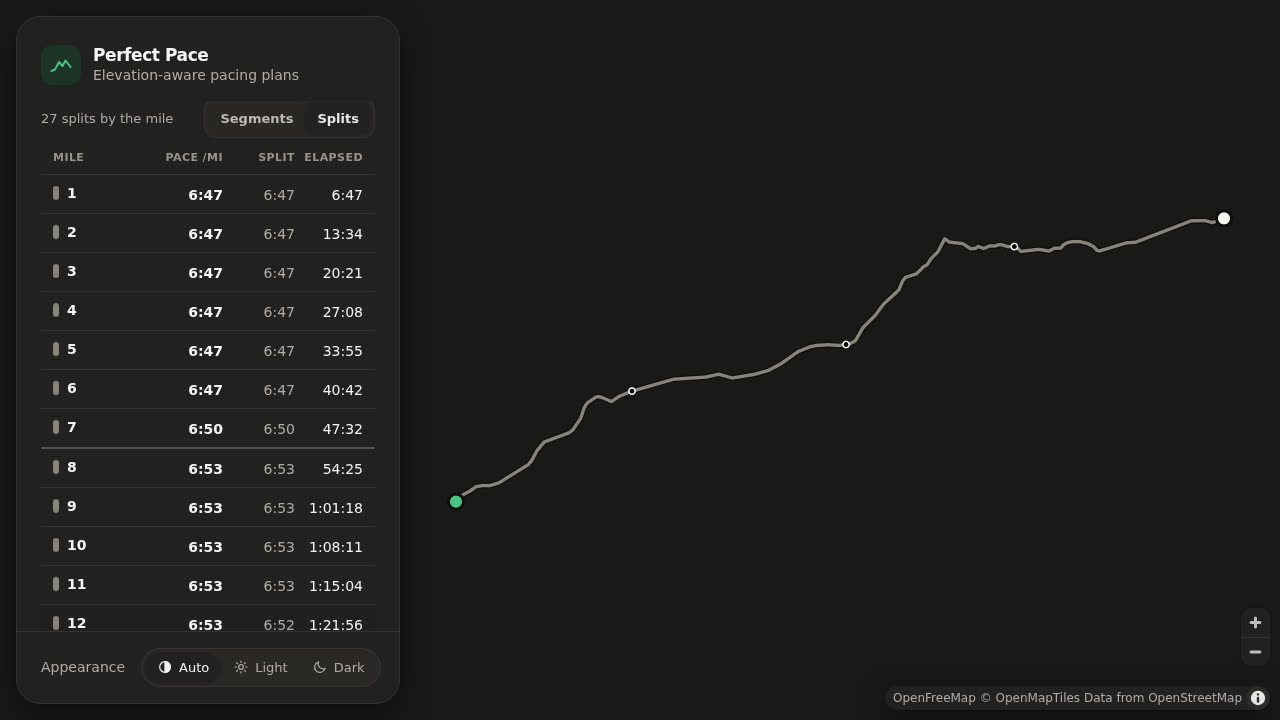 Perfect Pace
Elevation-aware pacing plans
27 splits by the mile
Segments
Splits
MILE PACE /MI SPLIT ELAPSED
1 6:47 6:47 6:47
2 6:47 6:47 13:34
3 6:47 6:47 20:21
4 6:47 6:47 27:08
5 6:47 6:47 33:55
6 6:47 6:47 40:42
7 6:50 6:50 47:32
8 6:53 6:53 54:25
9 6:53 6:53 1:01:18
10 6:53 6:53 1:08:11
11 6:53 6:53 1:15:04
12 6:53 6:52 1:21:56
Appearance
Auto
Light
Dark
OpenFreeMap © OpenMapTiles Data from OpenStreetMap